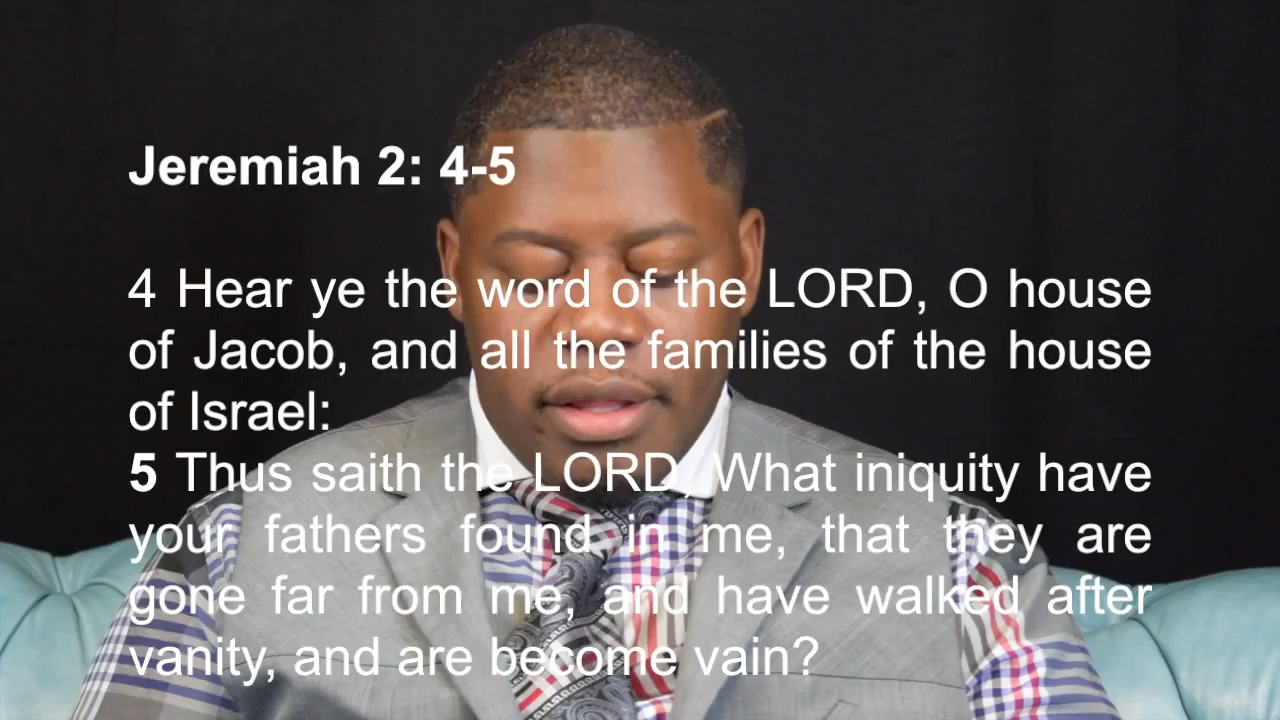 Jeremiah 2: 4-5
4 Hear ye the word of the LORD, O house
of Jacob, and all the families of the house
of Israel:
5 Thus saith the LORD, What iniquity have
your fathers found in me, that they are
gone far from me, and have walked after
vanity, and are become vain?